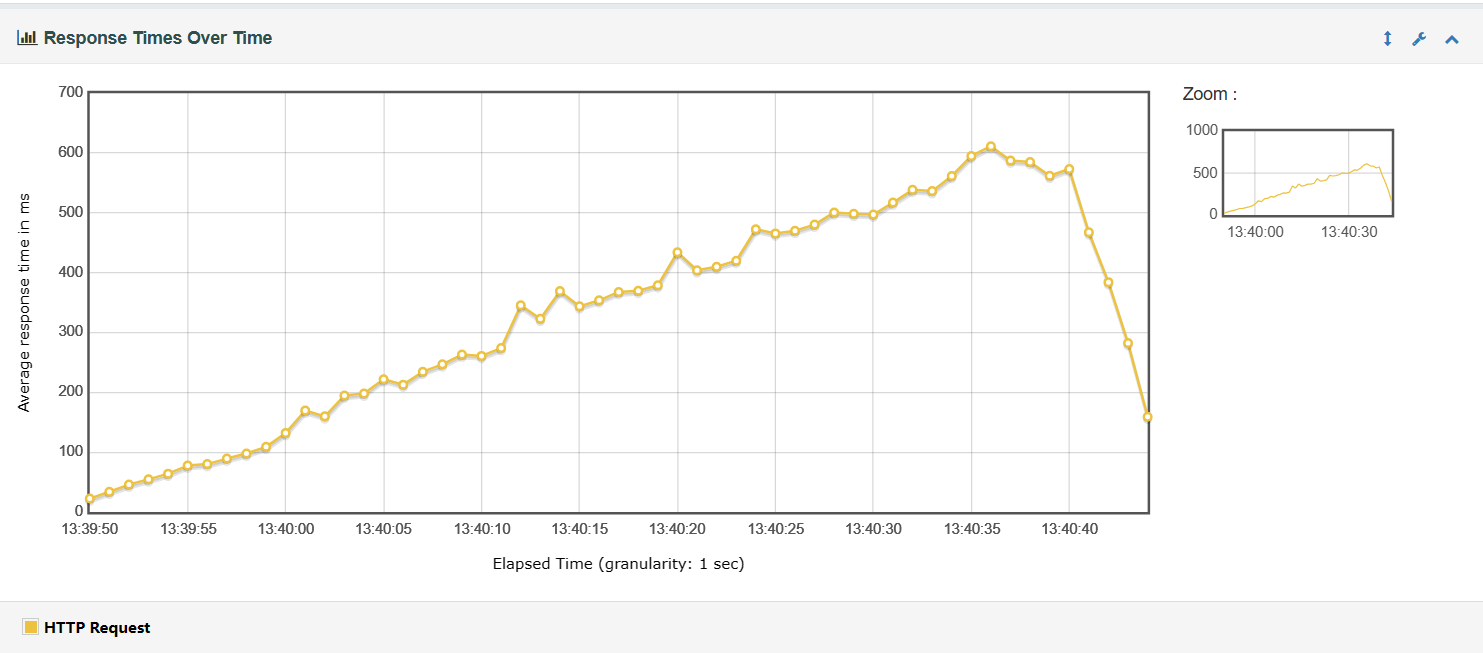 Response Times Over Time
Zoom :
700
600
500
400
300
200
100
0
Average response time in ms
13:39:50 13:39:55 13:40:00 13:40:05 13:40:10 13:40:15 13:40:20 13:40:25 13:40:30 13:40:35 13:40:40
Elapsed Time (granularity: 1 sec)
1000
500
0
13:40:00 13:40:30
HTTP Request